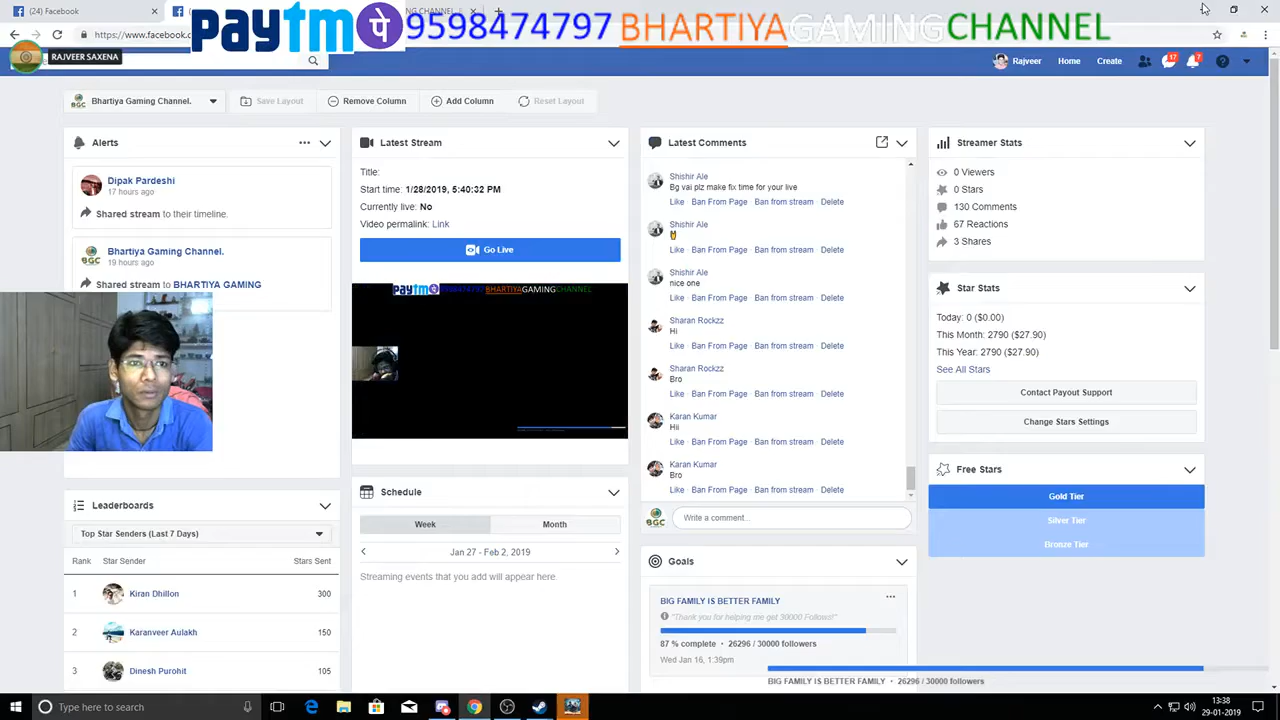 (24) Facebook
paytm पे 9598474797 BHARTIYAGAMINGCHANNEL
https://www.facebook.c
RAJVEER SAXENA
Rajveer
Home
Create
17
7
Bhartiya Gaming Channel.
Save Layout
Remove Column
Add Column
Reset Layout
Alerts
Dipak Pardeshi
17 hours ago
Shared stream to their timeline.
Bhartiya Gaming Channel.
19 hours ago
Shared stream to BHARTIYA GAMING
Leaderboards
Top Star Senders (Last 7 Days)
Rank Star Sender Stars Sent
1 Kiran Dhillon 300
2 Karanveer Aulakh 150
3 Dinesh Purohit 105
Latest Stream
Title:
Start time: 1/28/2019, 5:40:32 PM
Currently live: No
Video permalink: Link
Go Live
paytm 9598474797 BHARTIYAGAMINGCHANNEL
Schedule
Week Month
Jan 27 - Feb 2, 2019
Streaming events that you add will appear here.
Latest Comments
Shishir Ale
Bg vai plz make fix time for your live
Like · Ban From Page · Ban from stream · Delete
Shishir Ale
Like · Ban From Page · Ban from stream · Delete
Shishir Ale
nice one
Like · Ban From Page · Ban from stream · Delete
Sharan Rockzz
Hi
Like · Ban From Page · Ban from stream · Delete
Sharan Rockzz
Bro
Like · Ban From Page · Ban from stream · Delete
Karan Kumar
Hii
Like · Ban From Page · Ban from stream · Delete
Karan Kumar
Bro
Like · Ban From Page · Ban from stream · Delete
BGC
Write a comment...
Goals
BIG FAMILY IS BETTER FAMILY
"Thank you for helping me get 30000 Follows!"
87 % complete · 26296 / 30000 followers
Wed Jan 16, 1:39pm
BIG FAMILY IS BETTER FAMILY · 26296 / 30000 followers
Streamer Stats
0 Viewers
0 Stars
130 Comments
67 Reactions
3 Shares
Star Stats
Today: 0 ($0.00)
This Month: 2790 ($27.90)
This Year: 2790 ($27.90)
See All Stars
Contact Payout Support
Change Stars Settings
Free Stars
Gold Tier
Silver Tier
Bronze Tier
Type here to search
13:38
29-01-2019